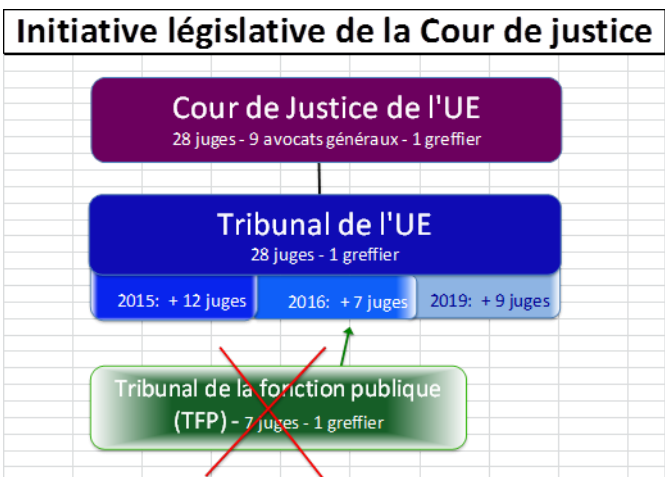 Initiative législative de la Cour de justice
Cour de Justice de l'UE
28 juges - 9 avocats généraux - 1 greffier
Tribunal de l'UE
28 juges - 1 greffier
2015: + 12 juges
2016: + 7 juges
2019: + 9 juges
Tribunal de la fonction publique
(TFP) - 7 juges - 1 greffier